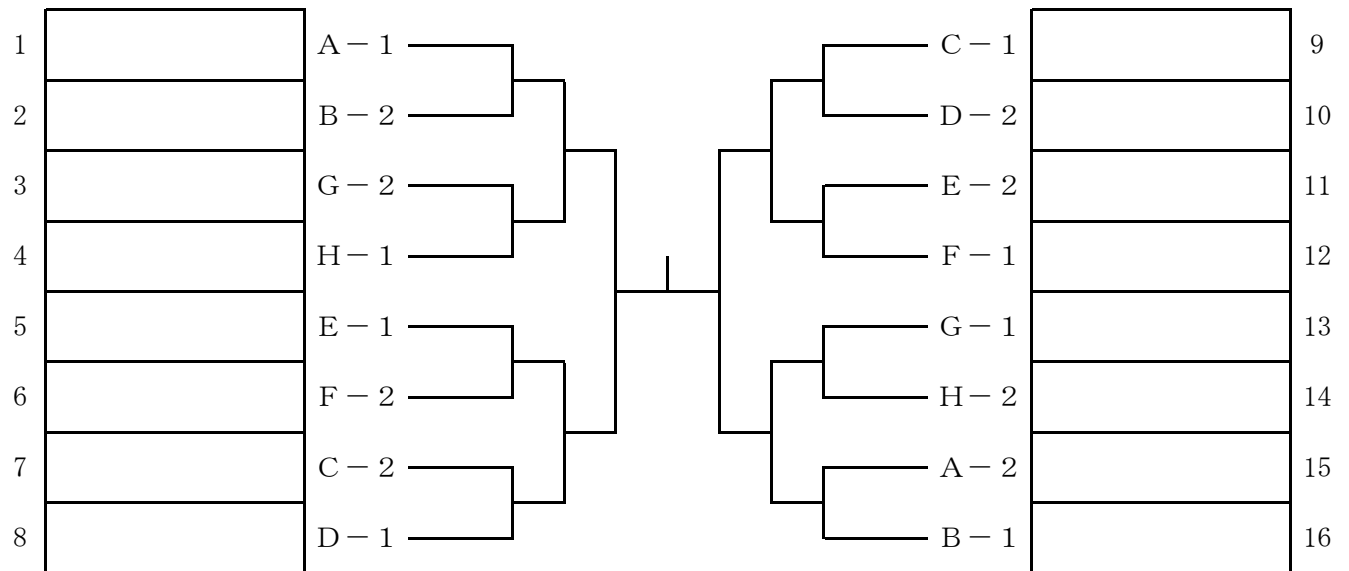 1 A－1 C－1 9
2 B－2 D－2 10
3 G－2 E－2 11
4 H－1 F－1 12
5 E－1 G－1 13
6 F－2 H－2 14
7 C－2 A－2 15
8 D－1 B－1 16